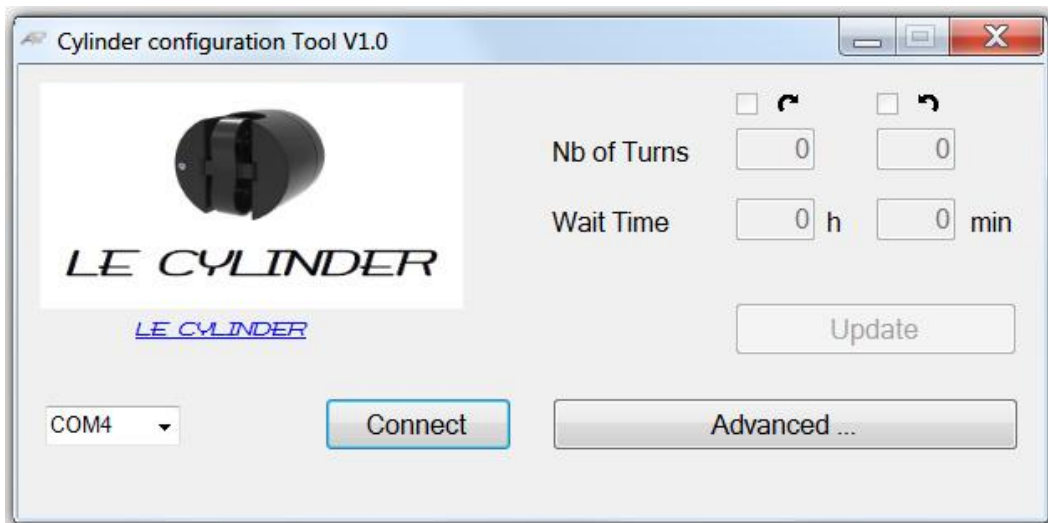 Cylinder configuration Tool V1.0
LE CYLINDER
LE CYLINDER
Nb of Turns 0 0
Wait Time 0 h 0 min
Update
COM4 Connect Advanced ...